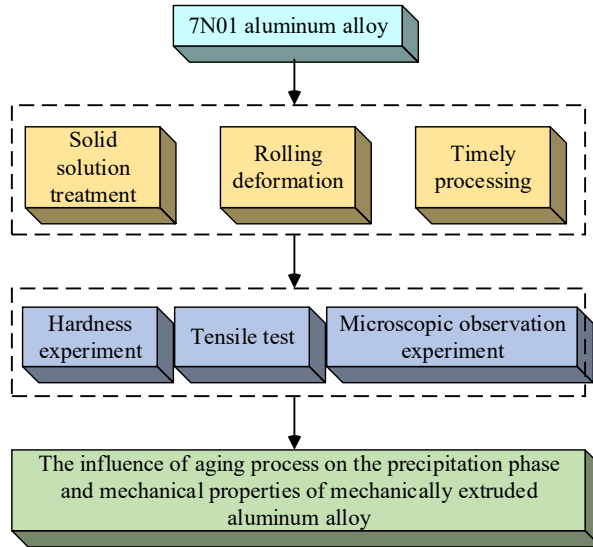 7N01 aluminum alloy
Solid
solution
treatment
Rolling
deformation
Timely
processing
Hardness
experiment
Tensile test
Microscopic observation
experiment
The influence of aging process on the precipitation phase
and mechanical properties of mechanically extruded
aluminum alloy